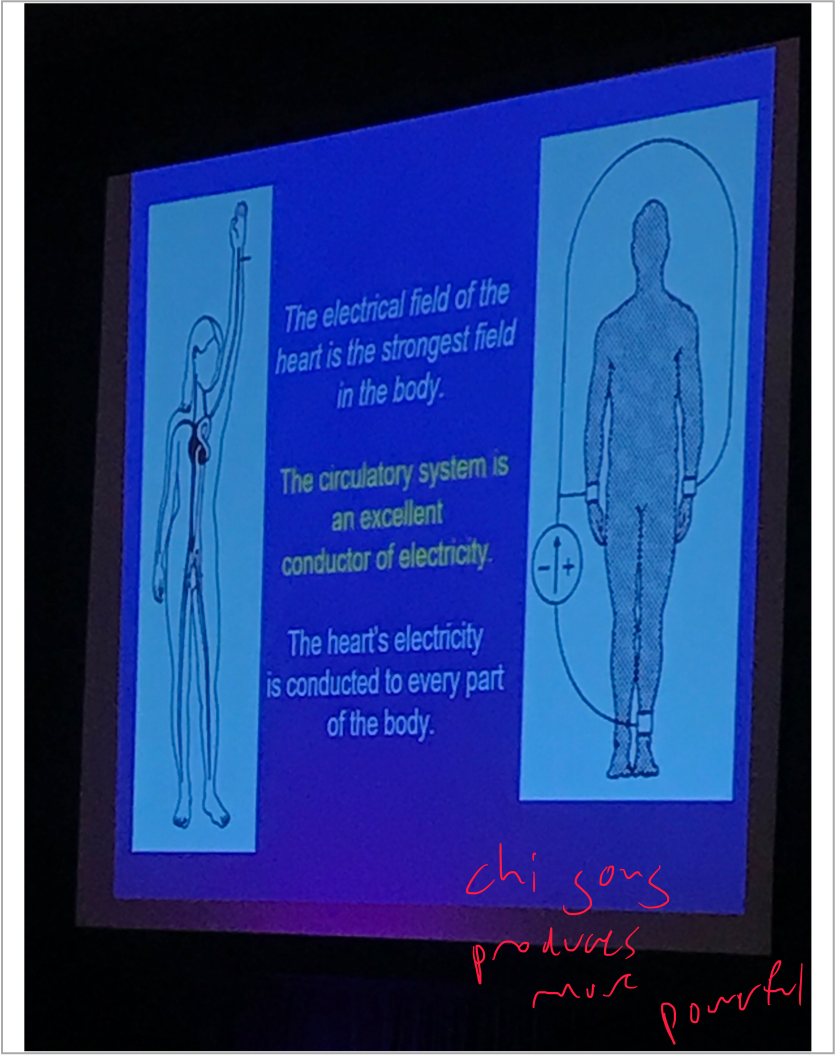 The electrical field of the
heart is the strongest field
in the body.
The circulatory system is
an excellent
conductor of electricity.
The heart's electricity
is conducted to every part
of the body.
- +
chi gong
produces
more powerful